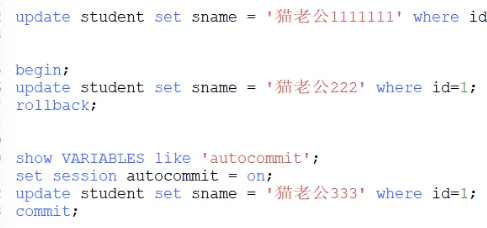 update student set sname = '猫老公1111111' where id
begin;
update student set sname = '猫老公222' where id=1;
rollback;
show VARIABLES like 'autocommit';
set session autocommit = on;
update student set sname = '猫老公333' where id=1;
commit;